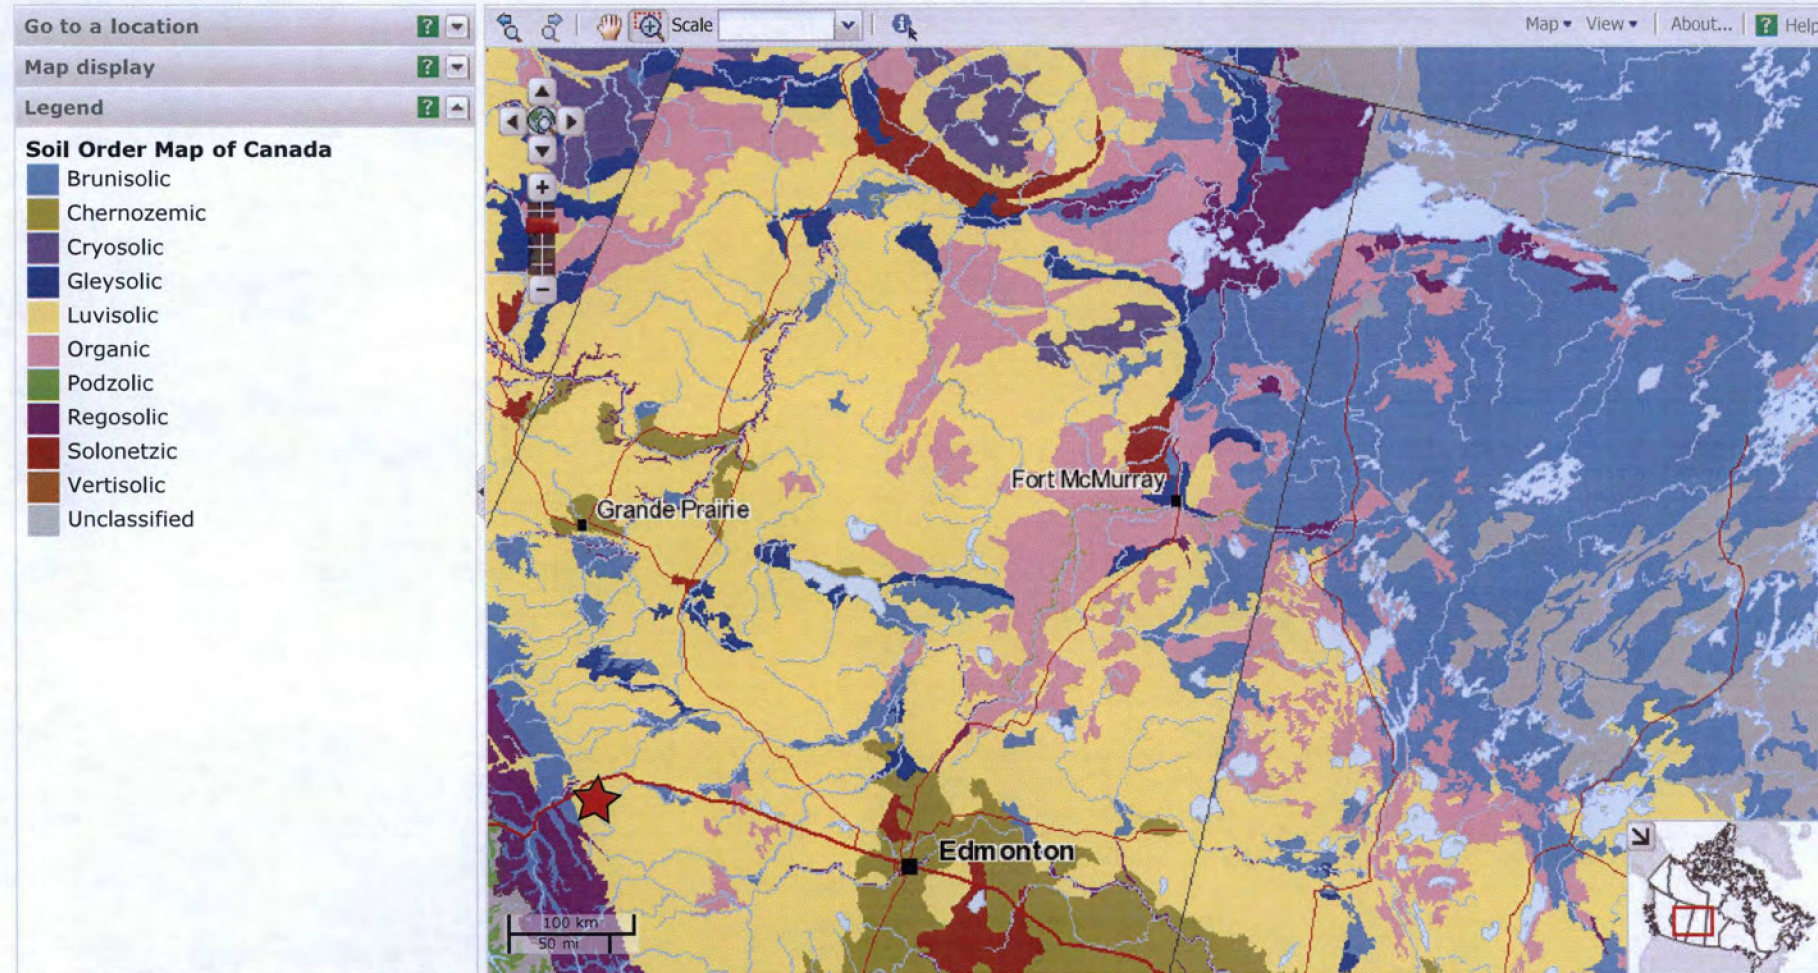 Go to a location ?
Map display ?
Legend ?
Soil Order Map of Canada
Brunisolic
Chernozemic
Cryosolic
Gleysolic
Luvisolic
Organic
Podzolic
Regosolic
Solonetzic
Vertisolic
Unclassified
Scale
Map View About... ? Help
Fort McMurray
Grande Prairie
Edmonton
100 km
50 mi